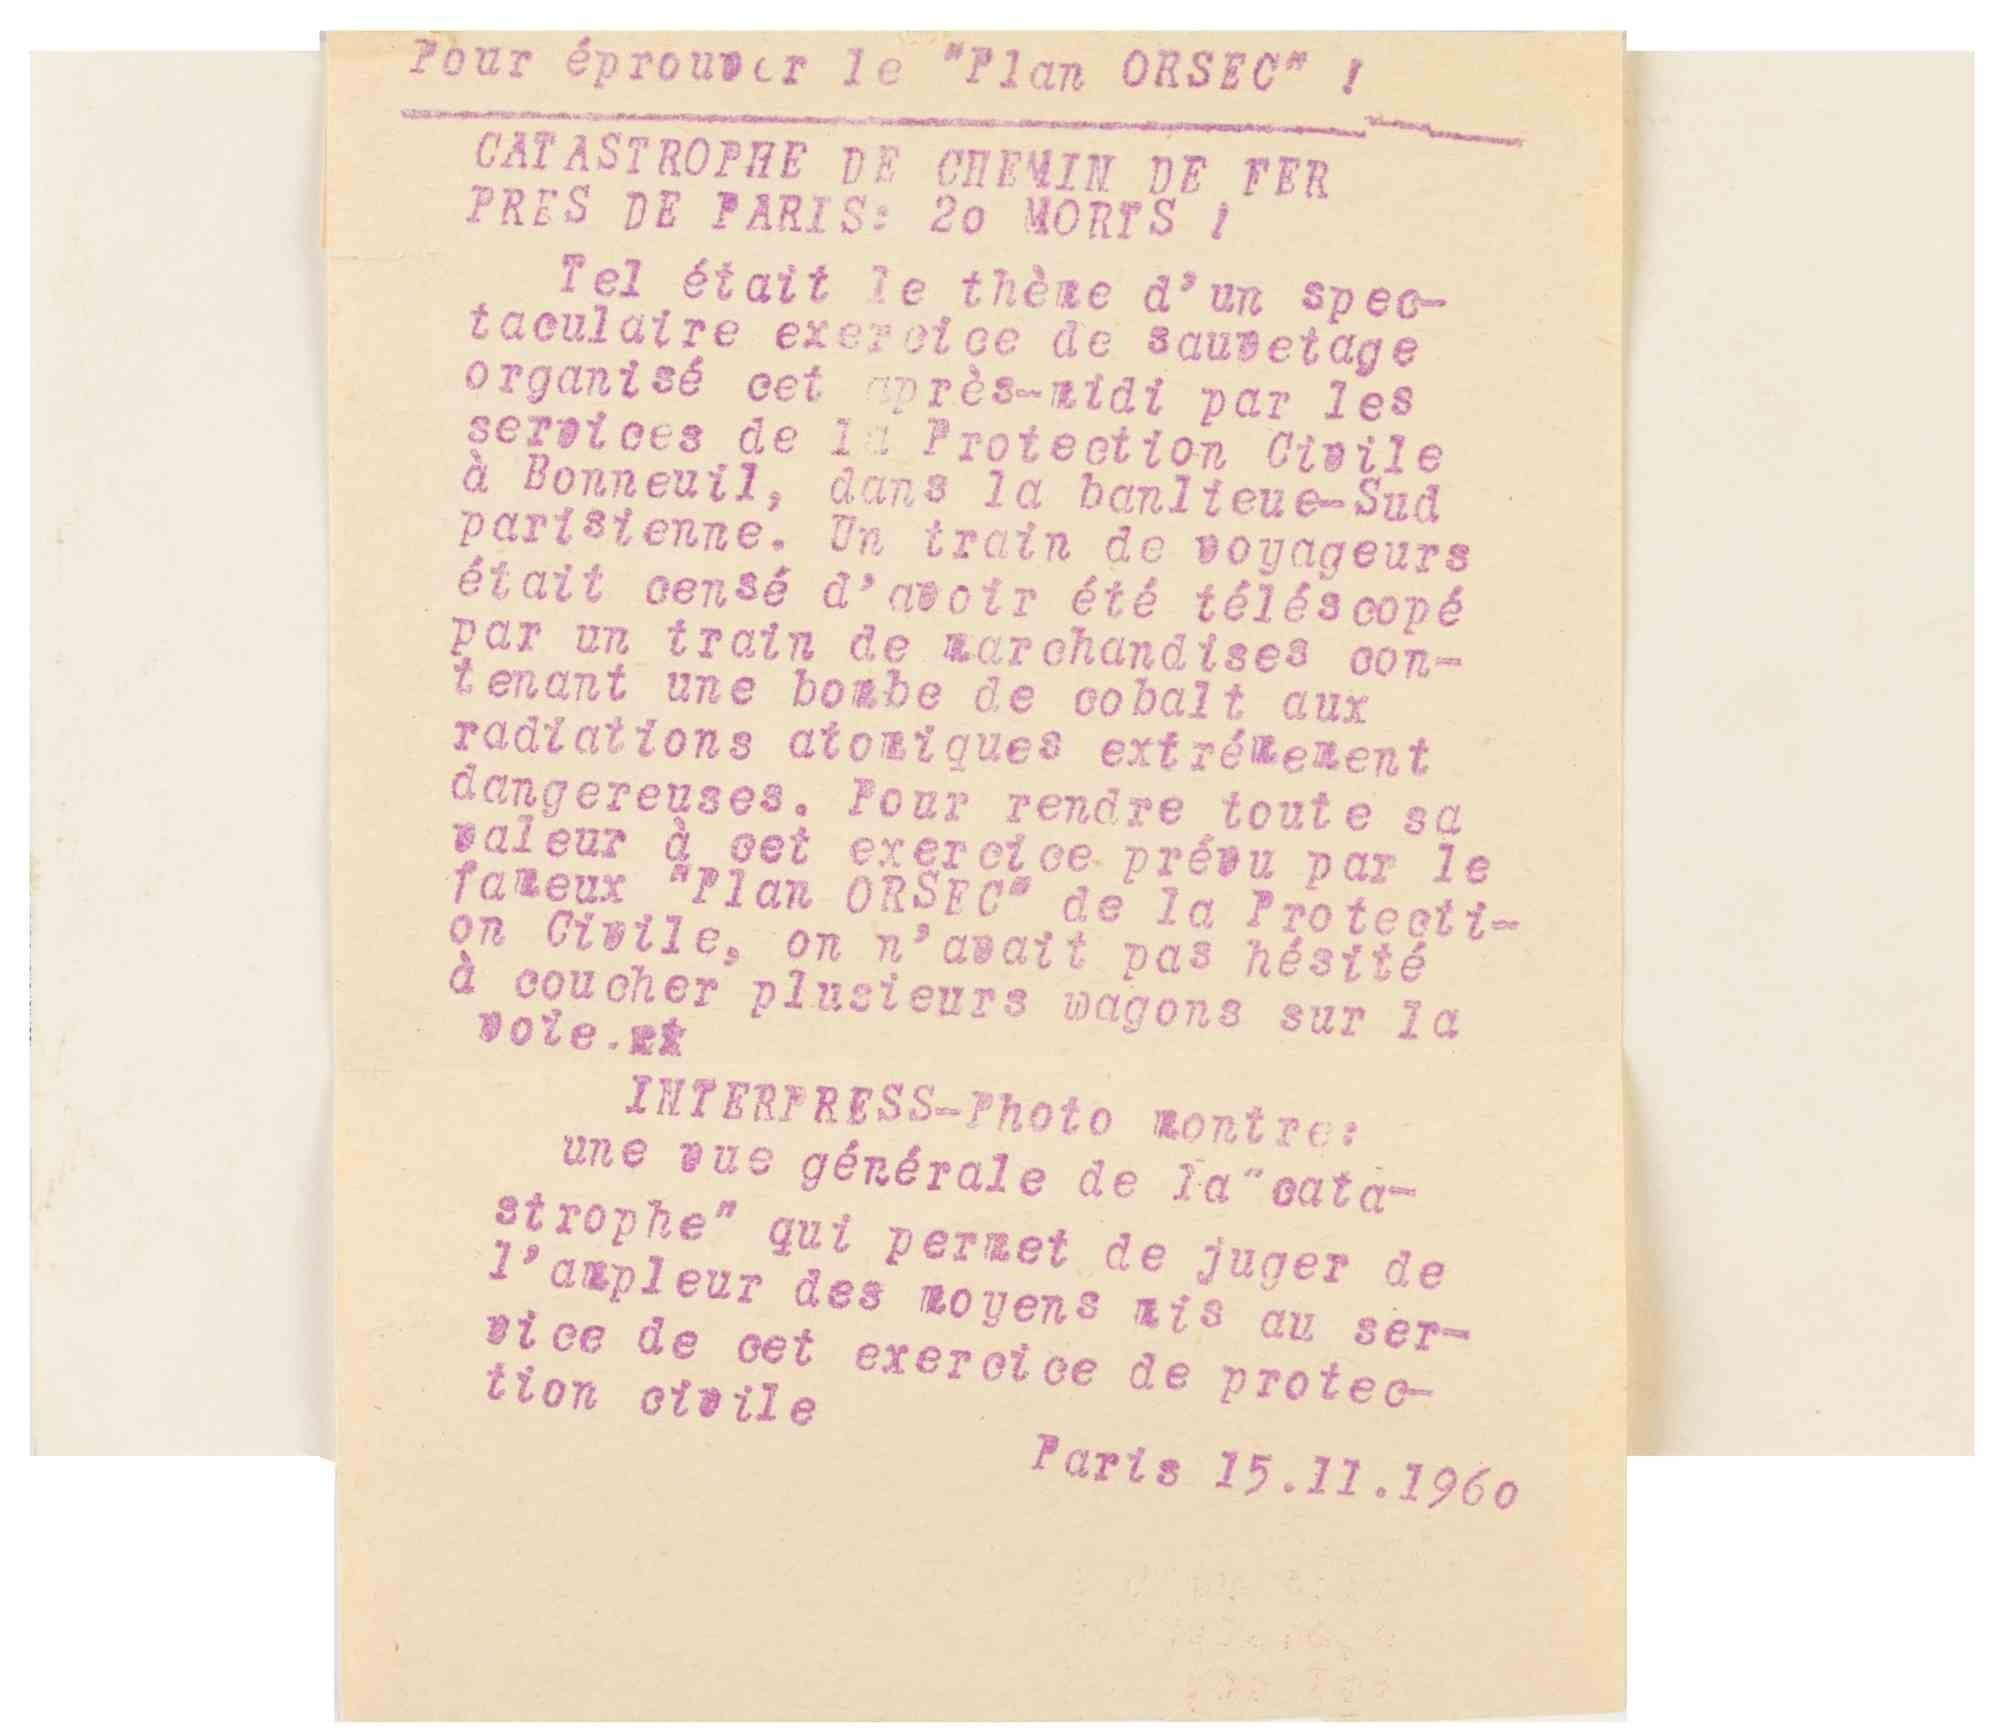 Pour éprouver le "Plan ORSEC" !
CATASTROPHE DE CHEMIN DE FER
PRES DE PARIS: 2o MORTS !
Tel était le thème d'un spec-
taculaire exercice de sauvetage
organisé cet après-midi par les
services de la Protection Civile
à Bonneuil, dans la banlieue-Sud
parisienne. Un train de voyageurs
était censé d'avoir été téléscopé
par un train de marchandises con-
tenant une bombe de cobalt aux
radiations atomiques extrémement
dangereuses. Pour rendre toute sa
valeur à cet exercice prévu par le
fameux "Plan ORSEC" de la Protecti-
on Civile, on n'avait pas hésité
à coucher plusieurs wagons sur la
voie.
INTERPRESS-Photo montre:
une vue générale de la "cata-
strophe" qui permet de juger de
l'ampleur des moyens mis au ser-
vice de cet exercice de protec-
tion civile
Paris 15.11.196o